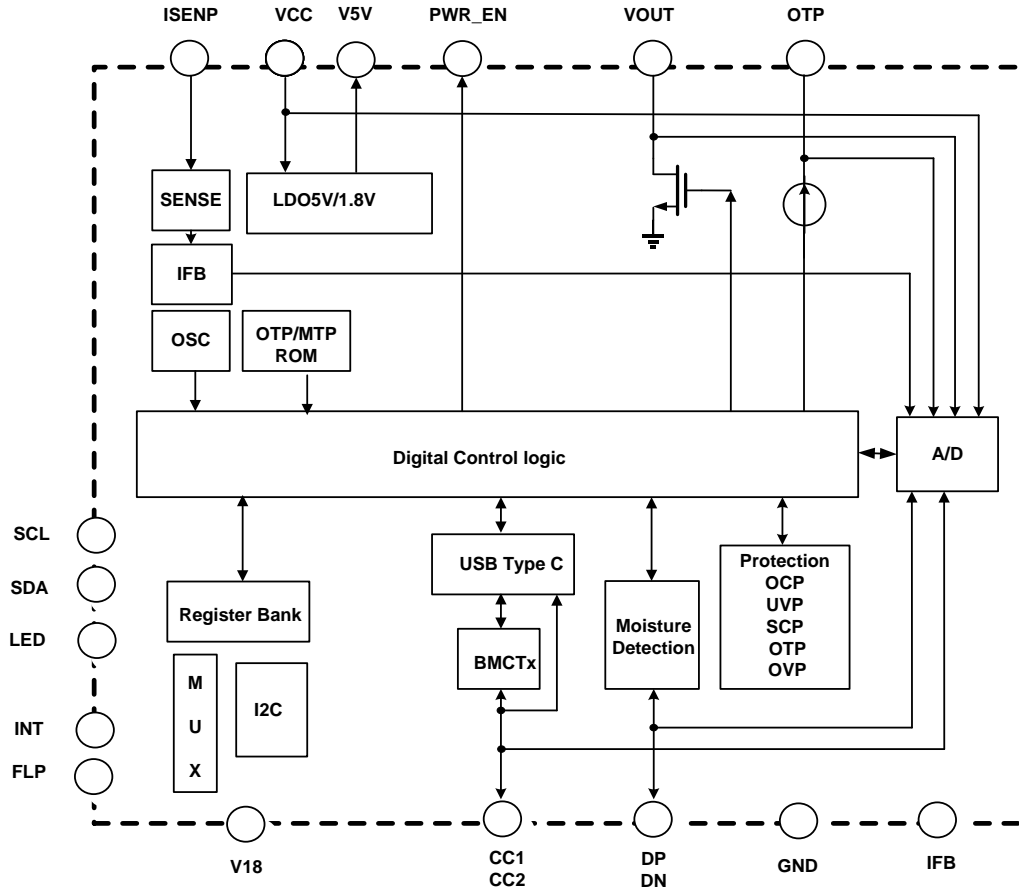 ISENP
VCC
V5V
PWR_EN
VOUT
OTP
SENSE
LDO5V/1.8V
IFB
OSC
OTP/MTP
ROM
Digital Control logic
A/D
SCL
SDA
LED
INT
FLP
Register Bank
M
U
X
I2C
USB Type C
BMCTx
Moisture
Detection
Protection
OCP
UVP
SCP
OTP
OVP
V18
CC1
CC2
DP
DN
GND
IFB